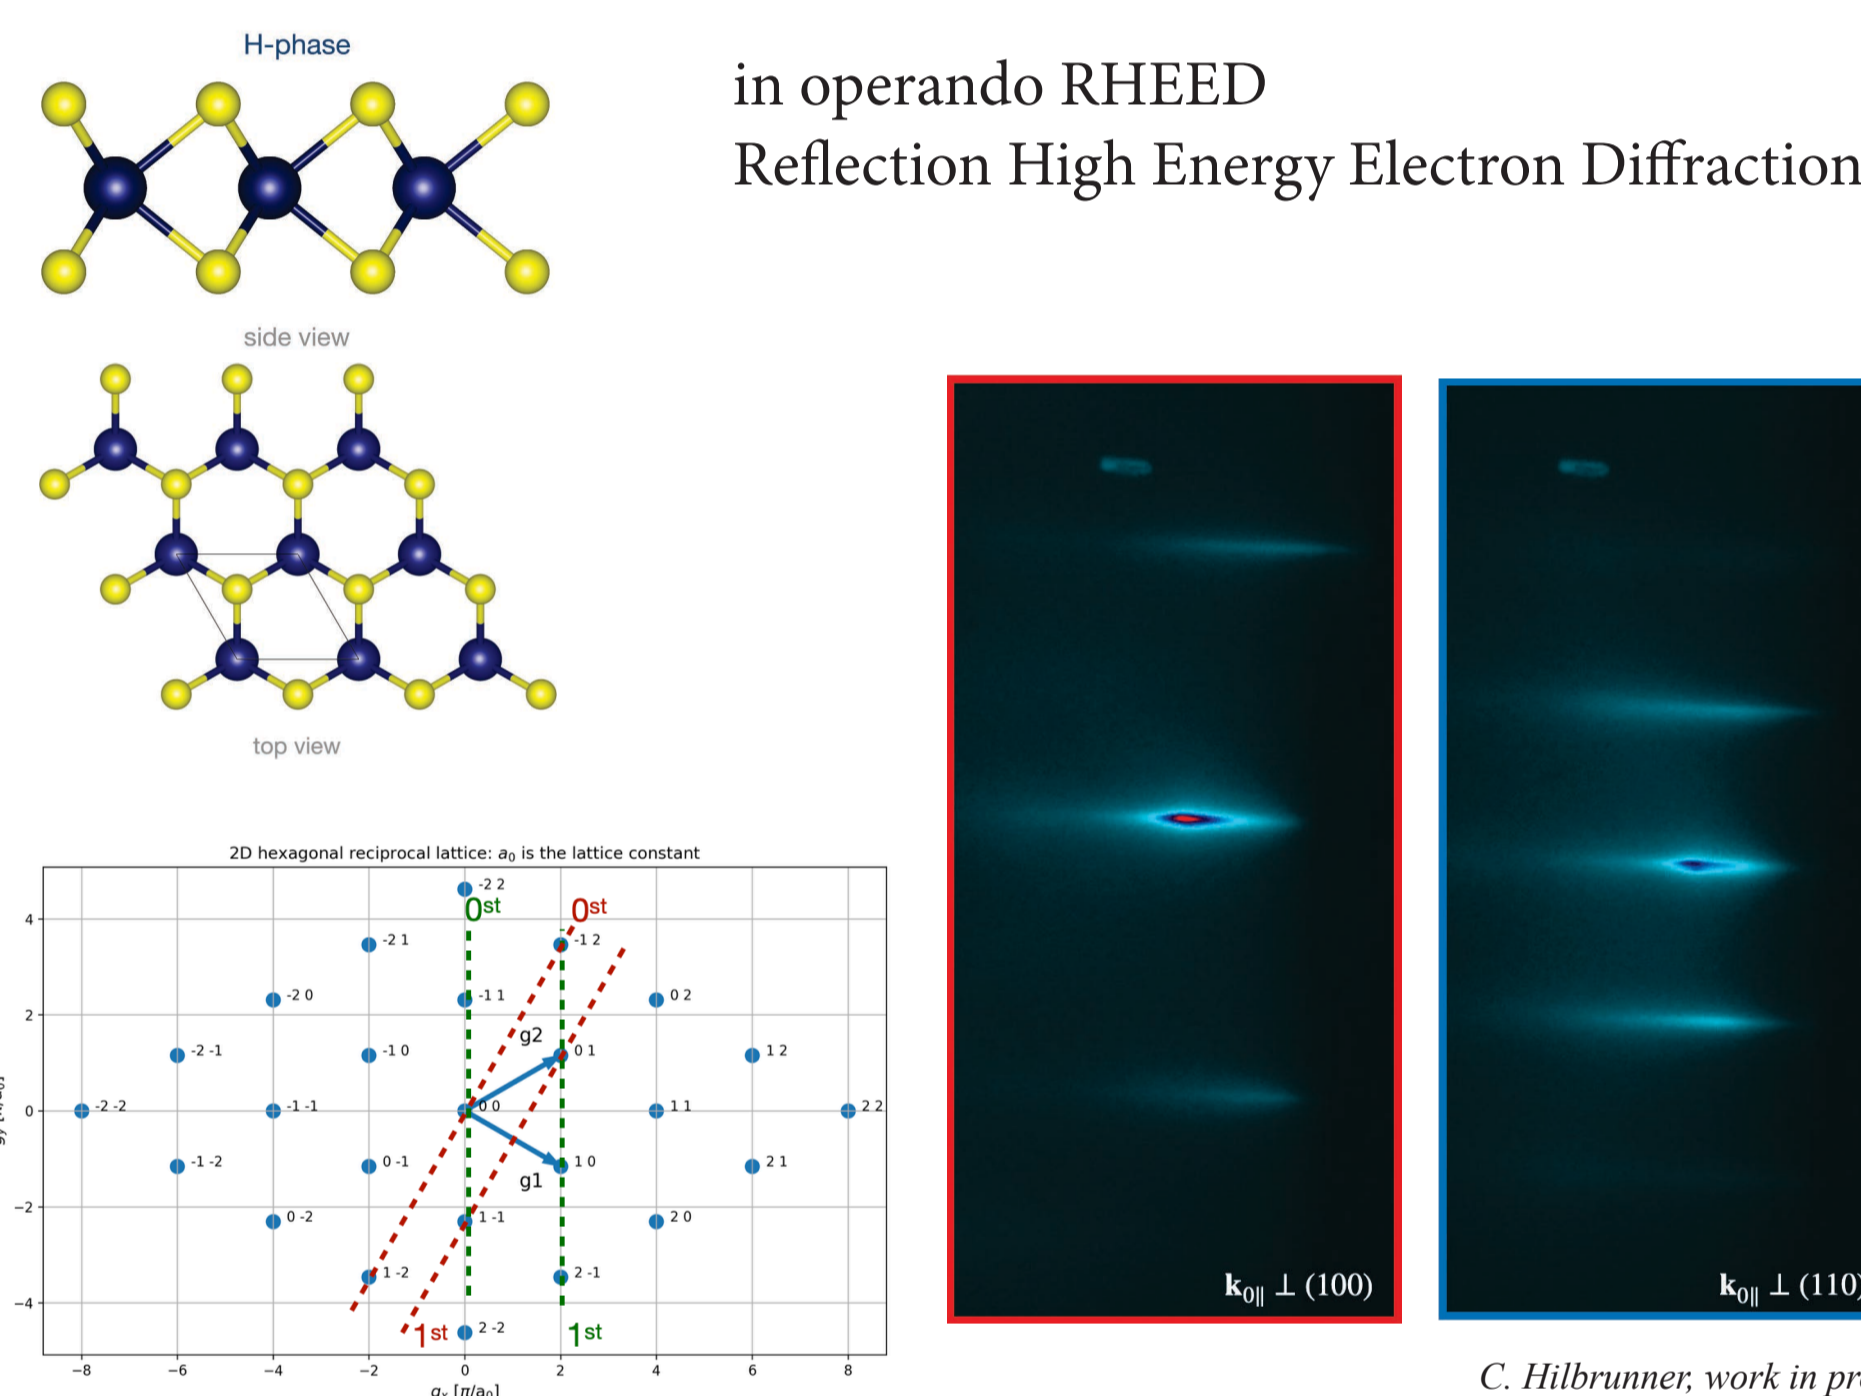 H-phase
in operando RHEED
Reflection High Energy Electron Diffraction
side view
top view
k0∥ ⊥ (100)
k0∥ ⊥ (110)
2D hexagonal reciprocal lattice: a0 is the lattice constant
-2 2
0st
0st
4
-2 1
-1 2
-2 0
-1 1
0 2
2
g2
-2 -1
-1 0
0 1
1 2
0
-2 -2
-1 -1
0 0
1 1
2 2
-1 -2
0 -1
1 0
2 1
g1
−2
0 -2
1 -1
2 0
1 -2
2 -1
−4
1st
2 -2
1st
−8 −6 −4 −2 0 2 4 6 8
[π/a0]
C. Hilbrunner, work in